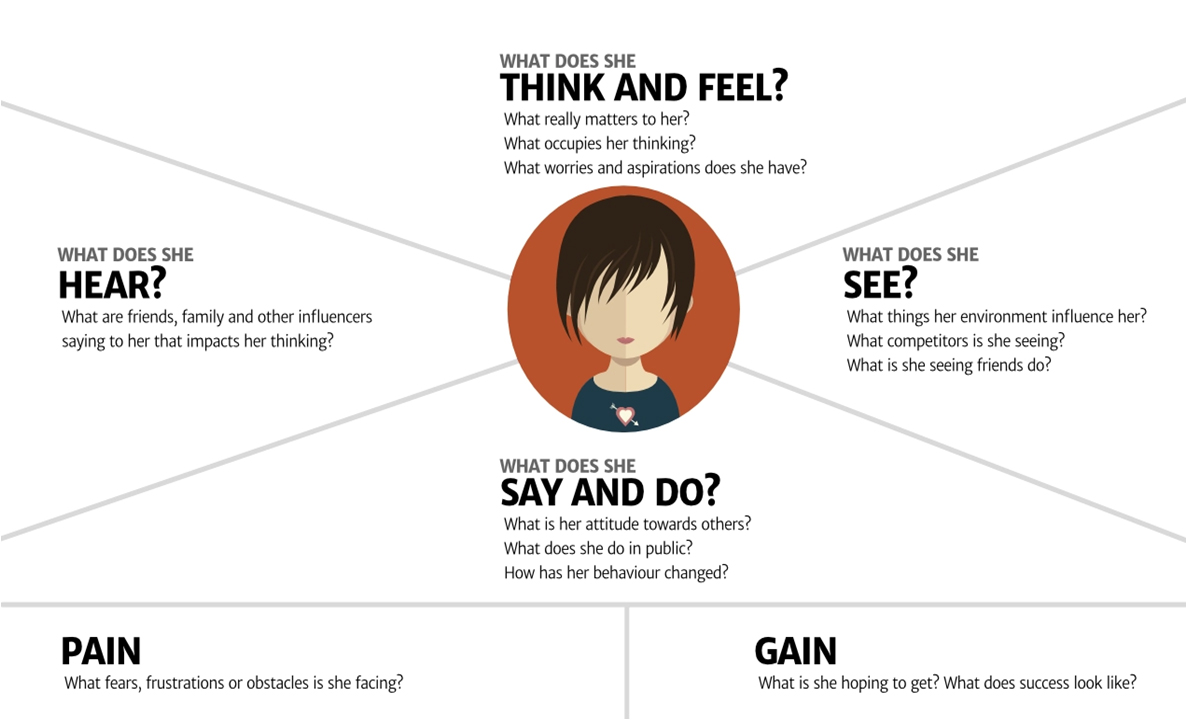 WHAT DOES SHE
THINK AND FEEL?
What really matters to her?
What occupies her thinking?
What worries and aspirations does she have?
WHAT DOES SHE
HEAR?
What are friends, family and other influencers
saying to her that impacts her thinking?
WHAT DOES SHE
SEE?
What things her environment influence her?
What competitors is she seeing?
What is she seeing friends do?
WHAT DOES SHE
SAY AND DO?
What is her attitude towards others?
What does she do in public?
How has her behaviour changed?
PAIN
What fears, frustrations or obstacles is she facing?
GAIN
What is she hoping to get? What does success look like?